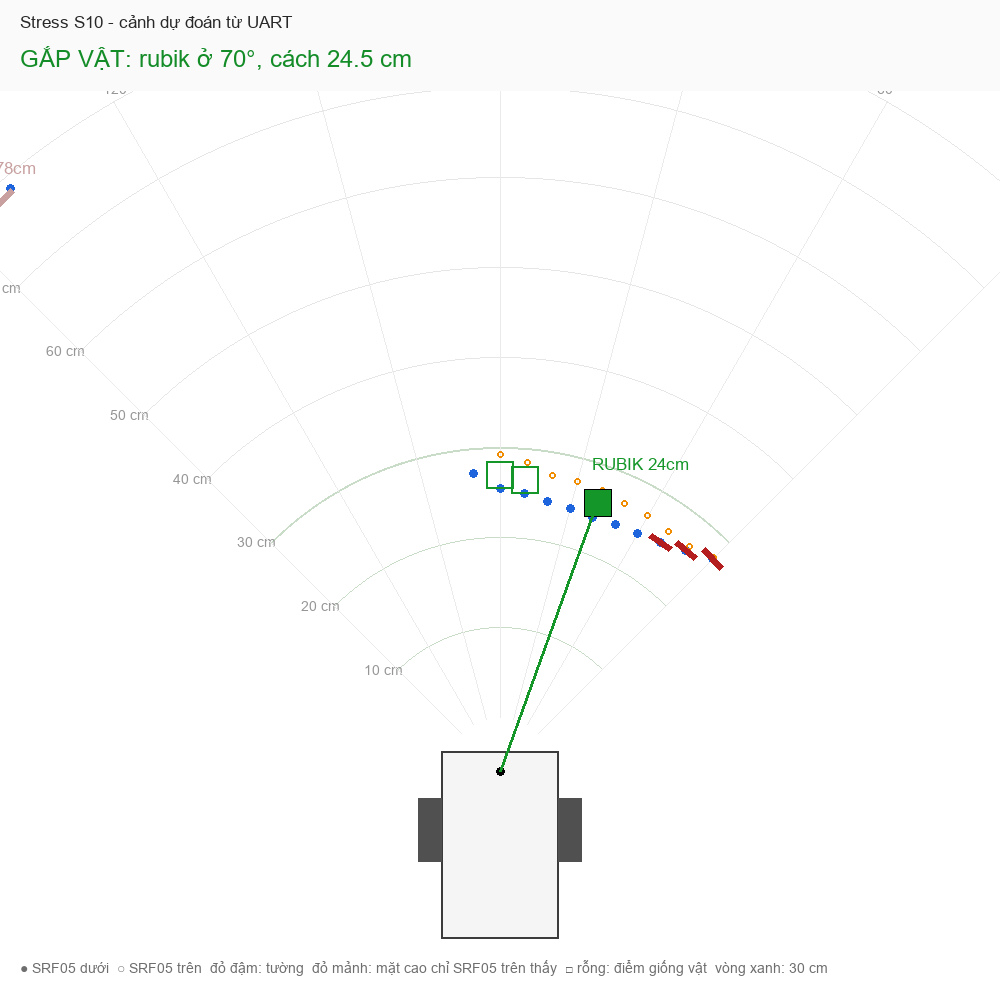 Stress S10 - cảnh dự đoán từ UART
GẮP VẬT: rubik ở 70°, cách 24.5 cm
78cm
cm
60 cm
50 cm
RUBIK 24cm
40 cm
30 cm
20 cm
10 cm
● SRF05 dưới ○ SRF05 trên đỏ đậm: tường đỏ mảnh: mặt cao chỉ SRF05 trên thấy □ rỗng: điểm giống vật vòng xanh: 30 cm